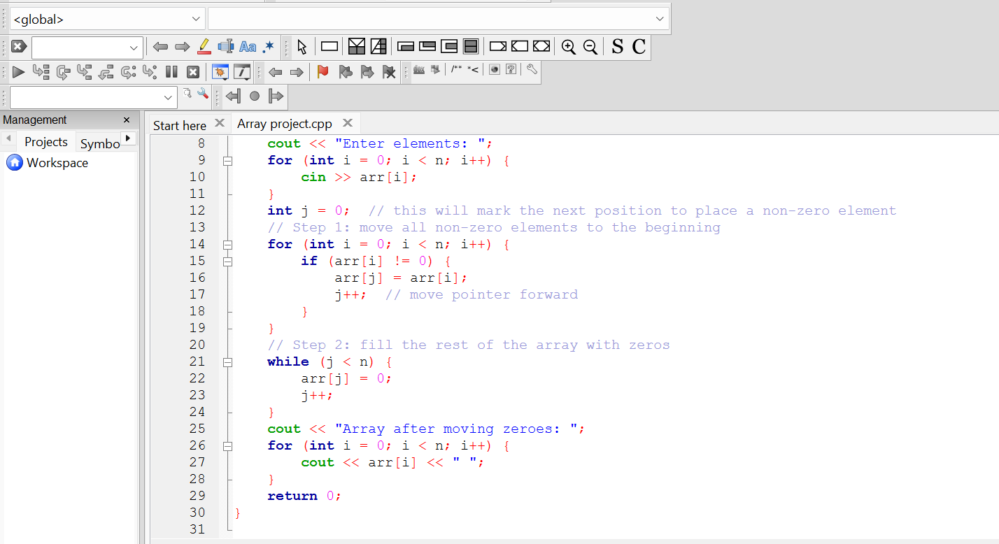 <global>
Aa .*
S C
/** *<
Management ×
Start here × Array project.cpp ×
Projects Symbo
Workspace
8 cout << "Enter elements: ";
9 for (int i = 0; i < n; i++) {
10 cin >> arr[i];
11 }
12 int j = 0;  // this will mark the next position to place a non-zero element
13 // Step 1: move all non-zero elements to the beginning
14 for (int i = 0; i < n; i++) {
15 if (arr[i] != 0) {
16 arr[j] = arr[i];
17 j++;  // move pointer forward
18 }
19 }
20 // Step 2: fill the rest of the array with zeros
21 while (j < n) {
22 arr[j] = 0;
23 j++;
24 }
25 cout << "Array after moving zeroes: ";
26 for (int i = 0; i < n; i++) {
27 cout << arr[i] << " ";
28 }
29 return 0;
30 }
31